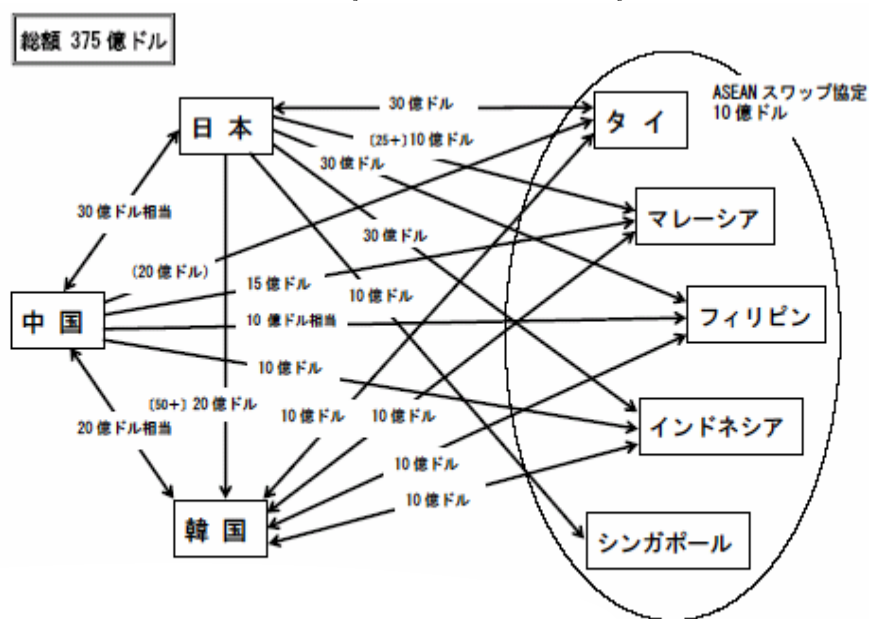 総額 375 億ドル
ASEAN スワップ協定
10 億ドル
日 本
30 億ドル
タ イ
〔25+〕10 億ドル
30 億ドル
30 億ドル相当
マレーシア
30 億ドル
(20 億ドル)
15 億ドル
10 億ドル
中 国
10 億ドル相当
フィリピン
10 億ドル
〔50+〕20 億ドル
20 億ドル相当
10 億ドル
10 億ドル
インドネシア
10 億ドル
10 億ドル
韓 国
シンガポール